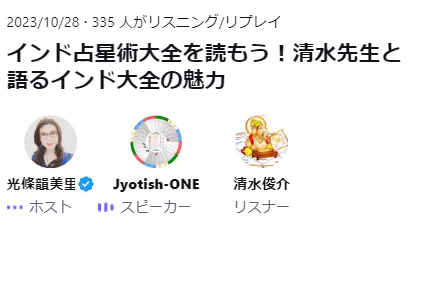 2023/10/28 · 335 人がリスニング/リプレイ
インド占星術大全を読もう！清水先生と
語るインド大全の魅力
光條韻美里 Jyotish-ONE 清水俊介
ホスト スピーカー リスナー